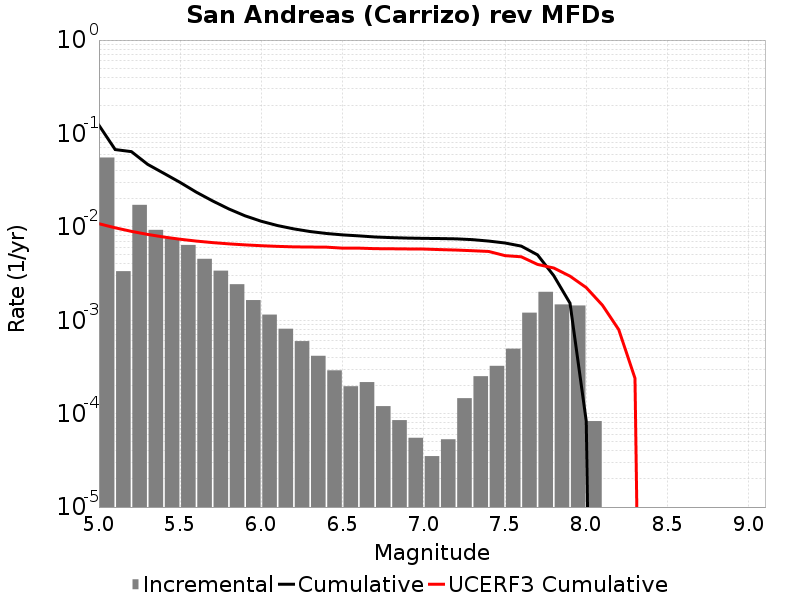 San Andreas (Carrizo) rev MFDs
10^0
10^-1
10^-2
10^-3
10^-4
10^-5
Rate (1/yr)
5.0 5.5 6.0 6.5 7.0 7.5 8.0 8.5 9.0
Magnitude
Incremental Cumulative UCERF3 Cumulative